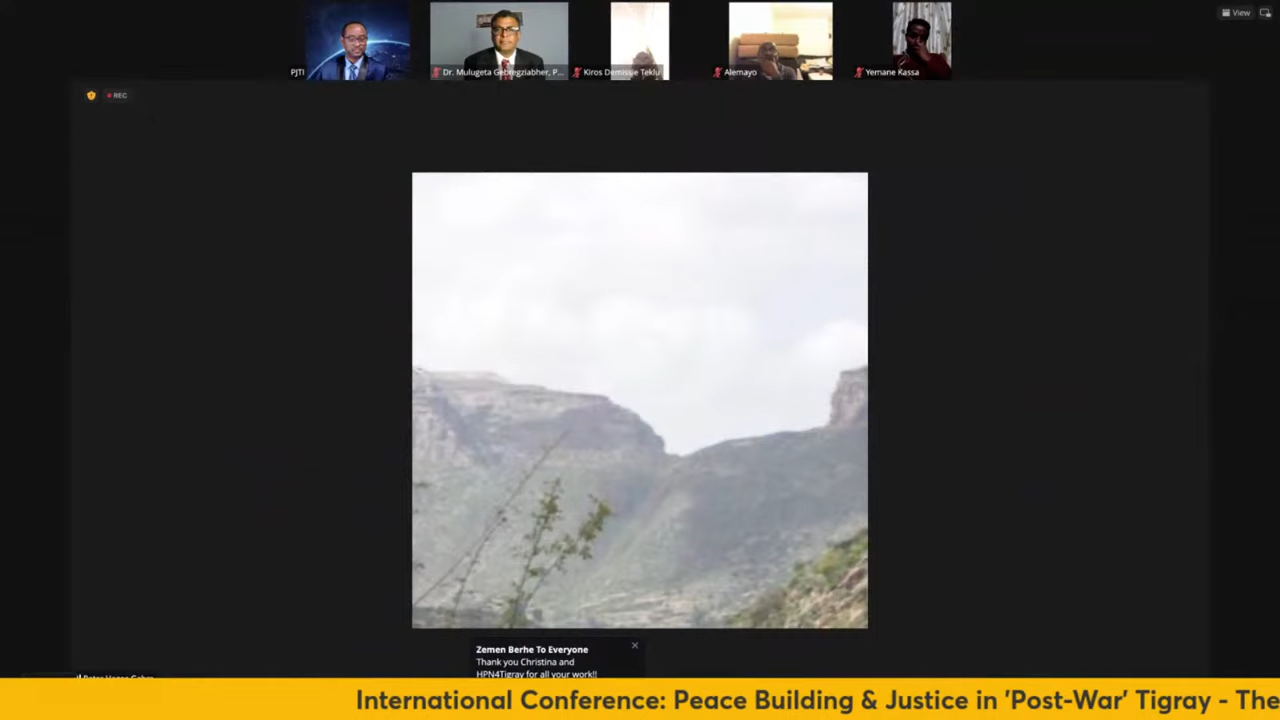 View
PJTI
Dr. Mulugeta Gebregziabher, P...
Kiros Demissie Teklu
Alemayo
Yemane Kassa
REC
Zemen Berhe To Everyone
Thank you Christina and
HPN4Tigray for all your work!!
International Conference: Peace Building & Justice in 'Post-War' Tigray - The